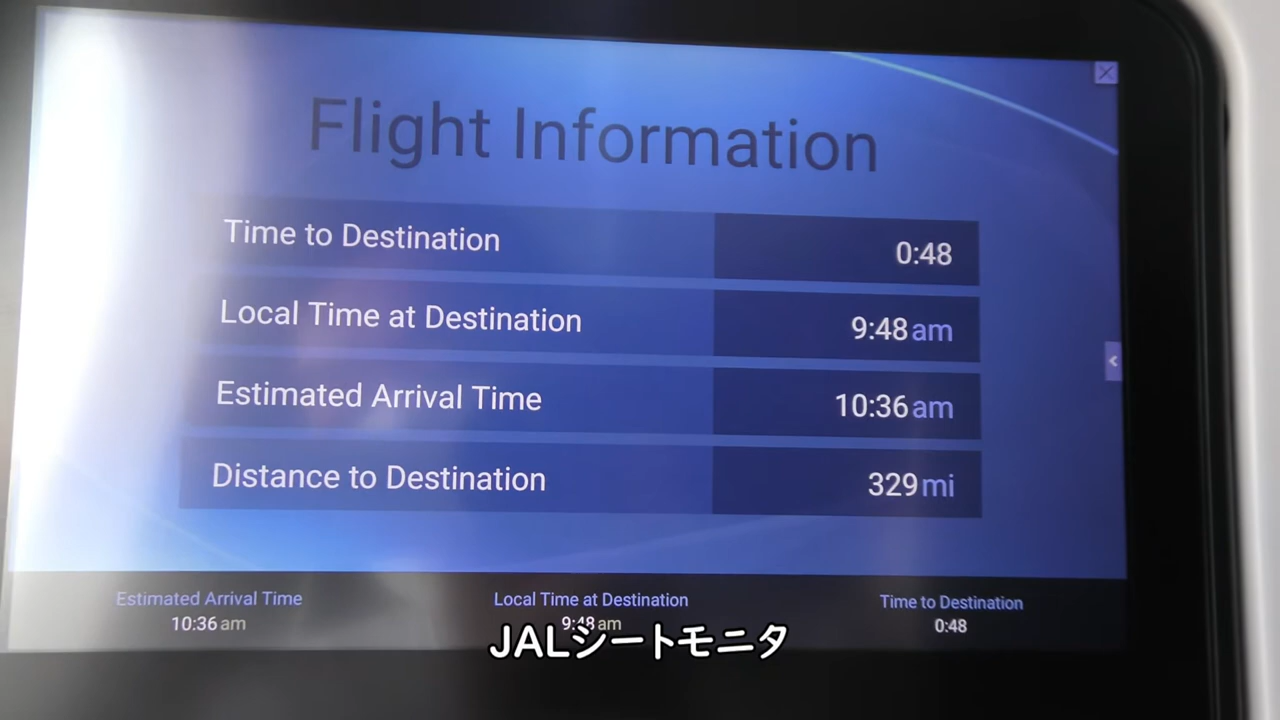 Flight Information
Time to Destination 0:48
Local Time at Destination 9:48 am
Estimated Arrival Time 10:36 am
Distance to Destination 329 mi
Estimated Arrival Time Local Time at Destination Time to Destination
10:36 am 9:48 am 0:48
JALシートモニタ